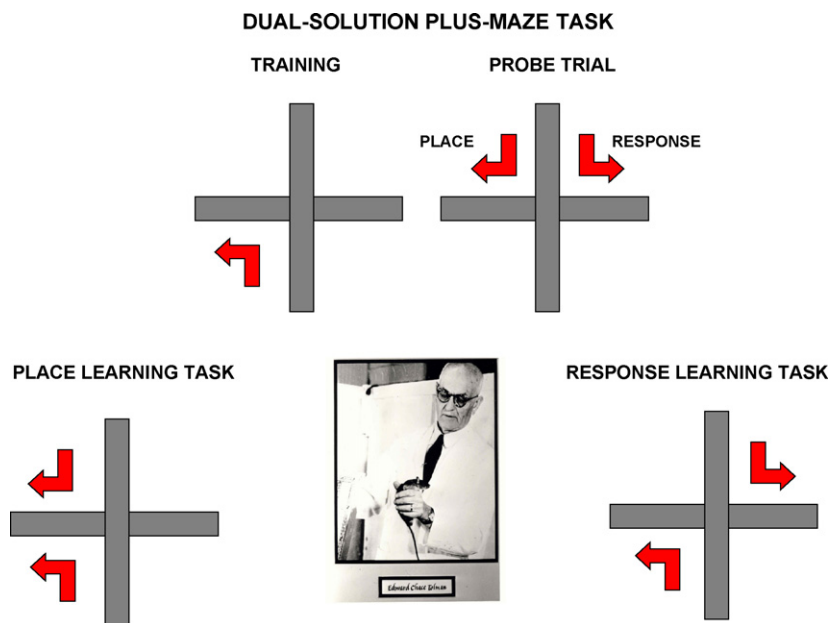 DUAL-SOLUTION PLUS-MAZE TASK
TRAINING
PROBE TRIAL
PLACE
RESPONSE
PLACE LEARNING TASK
RESPONSE LEARNING TASK
Edward Chace Tolman